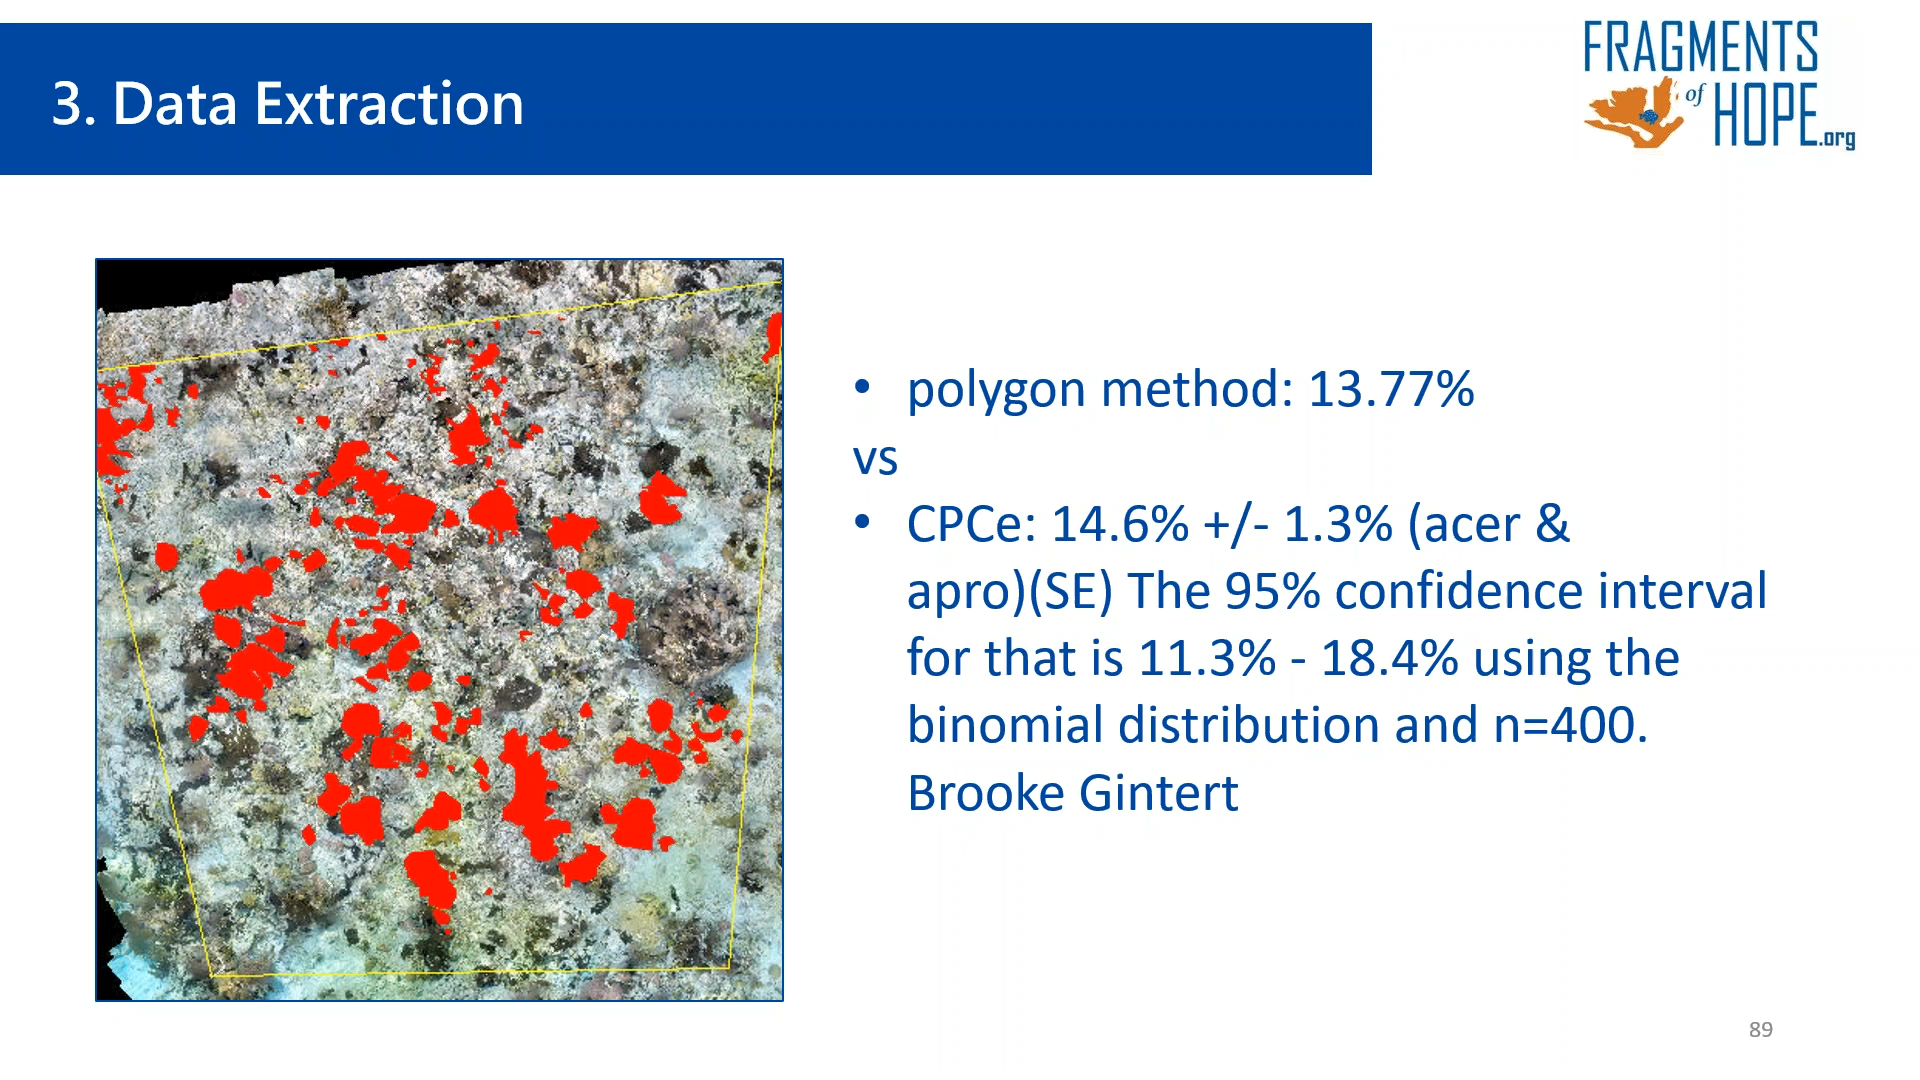 3. Data Extraction
FRAGMENTS
of
HOPE.org
• polygon method: 13.77%
vs
• CPCe: 14.6% +/- 1.3% (acer &
apro)(SE) The 95% confidence interval
for that is 11.3% - 18.4% using the
binomial distribution and n=400.
Brooke Gintert
89